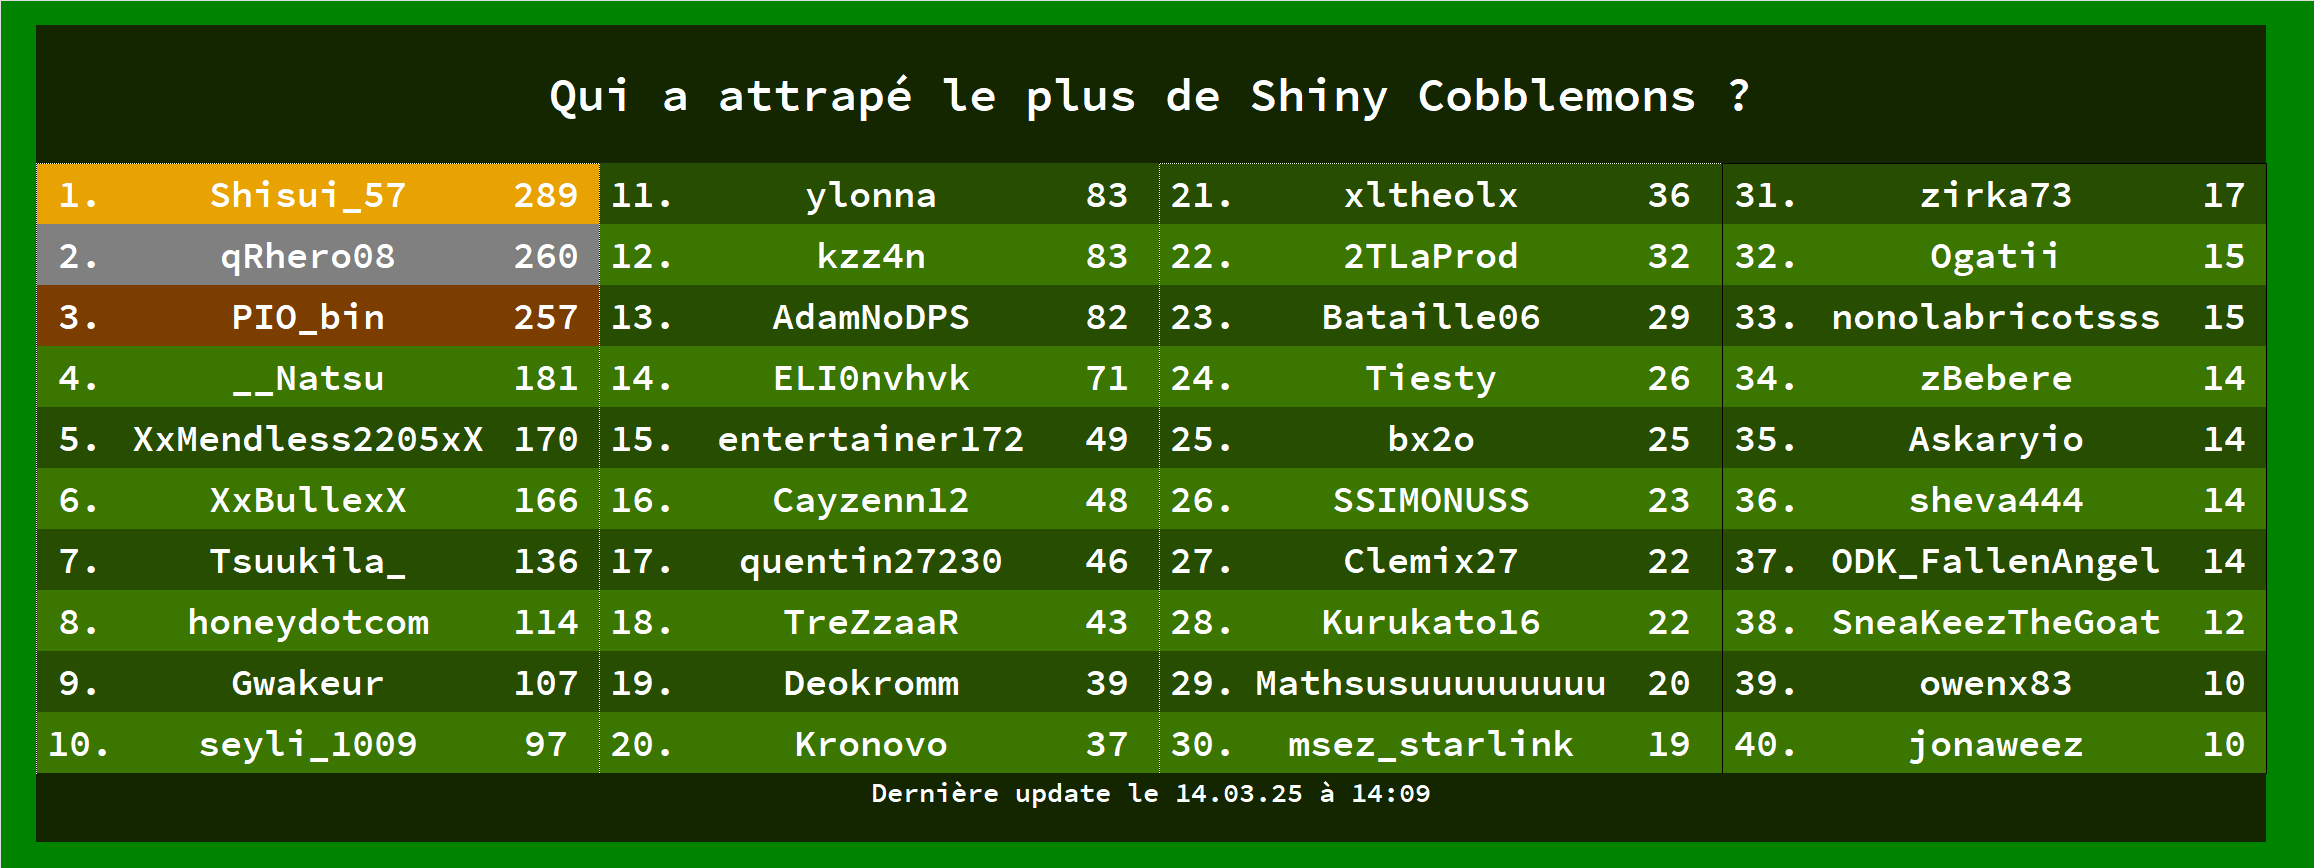 Qui a attrapé le plus de Shiny Cobblemons ?
1. Shisui_57 289 11. ylonna 83 21. xltheolx 36 31. zirka73 17
2. qRhero08 260 12. kzz4n 83 22. 2TLaProd 32 32. Ogatii 15
3. PIO_bin 257 13. AdamNoDPS 82 23. Bataille06 29 33. nonolabricotsss 15
4. __Natsu 181 14. ELI0nvhvk 71 24. Tiesty 26 34. zBebere 14
5. XxMendless2205xX 170 15. entertainer172 49 25. bx2o 25 35. Askaryio 14
6. XxBullexX 166 16. Cayzenn12 48 26. SSIMONUSS 23 36. sheva444 14
7. Tsuukila_ 136 17. quentin27230 46 27. Clemix27 22 37. ODK_FallenAngel 14
8. honeydotcom 114 18. TreZzaaR 43 28. Kurukato16 22 38. SneaKeezTheGoat 12
9. Gwakeur 107 19. Deokromm 39 29. Mathsusuuuuuuuuu 20 39. owenx83 10
10. seyli_1009 97 20. Kronovo 37 30. msez_starlink 19 40. jonaweez 10
Dernière update le 14.03.25 à 14:09